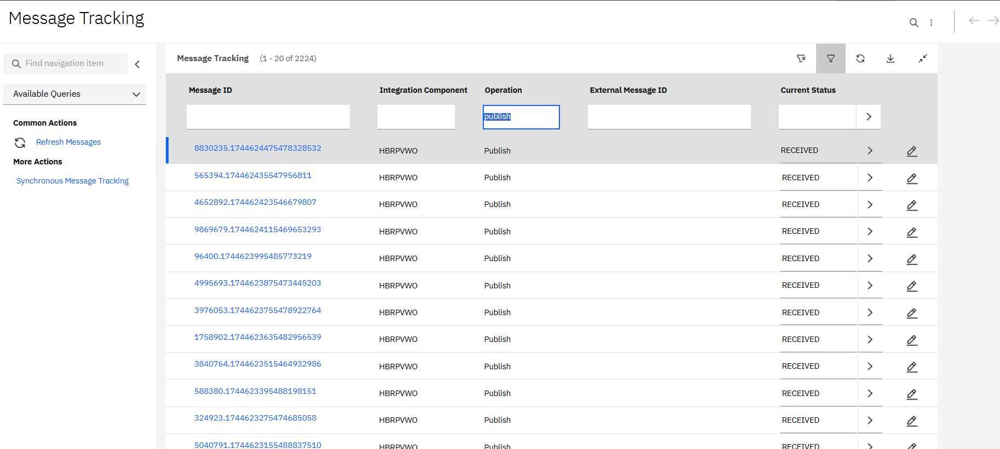 Message Tracking
Find navigation item
Available Queries
Common Actions
Refresh Messages
More Actions
Synchronous Message Tracking
Message Tracking (1 - 20 of 2224)
Message ID Integration Component Operation External Message ID Current Status
publish
8830235.1744624475478328532 HBRPVWO Publish RECEIVED
565394.174462435547956811 HBRPVWO Publish RECEIVED
4652892.174462423546679807 HBRPVWO Publish RECEIVED
9869679.1744624115469653293 HBRPVWO Publish RECEIVED
96400.1744623995485773219 HBRPVWO Publish RECEIVED
4995693.1744623875473445203 HBRPVWO Publish RECEIVED
3976053.1744623755478922764 HBRPVWO Publish RECEIVED
1758902.1744623635482956539 HBRPVWO Publish RECEIVED
3840764.1744623515464932986 HBRPVWO Publish RECEIVED
588380.1744623395488198151 HBRPVWO Publish RECEIVED
324923.1744623275474685058 HBRPVWO Publish RECEIVED
5040791.1744623155488837510 HBRPVWO Publish RECEIVED